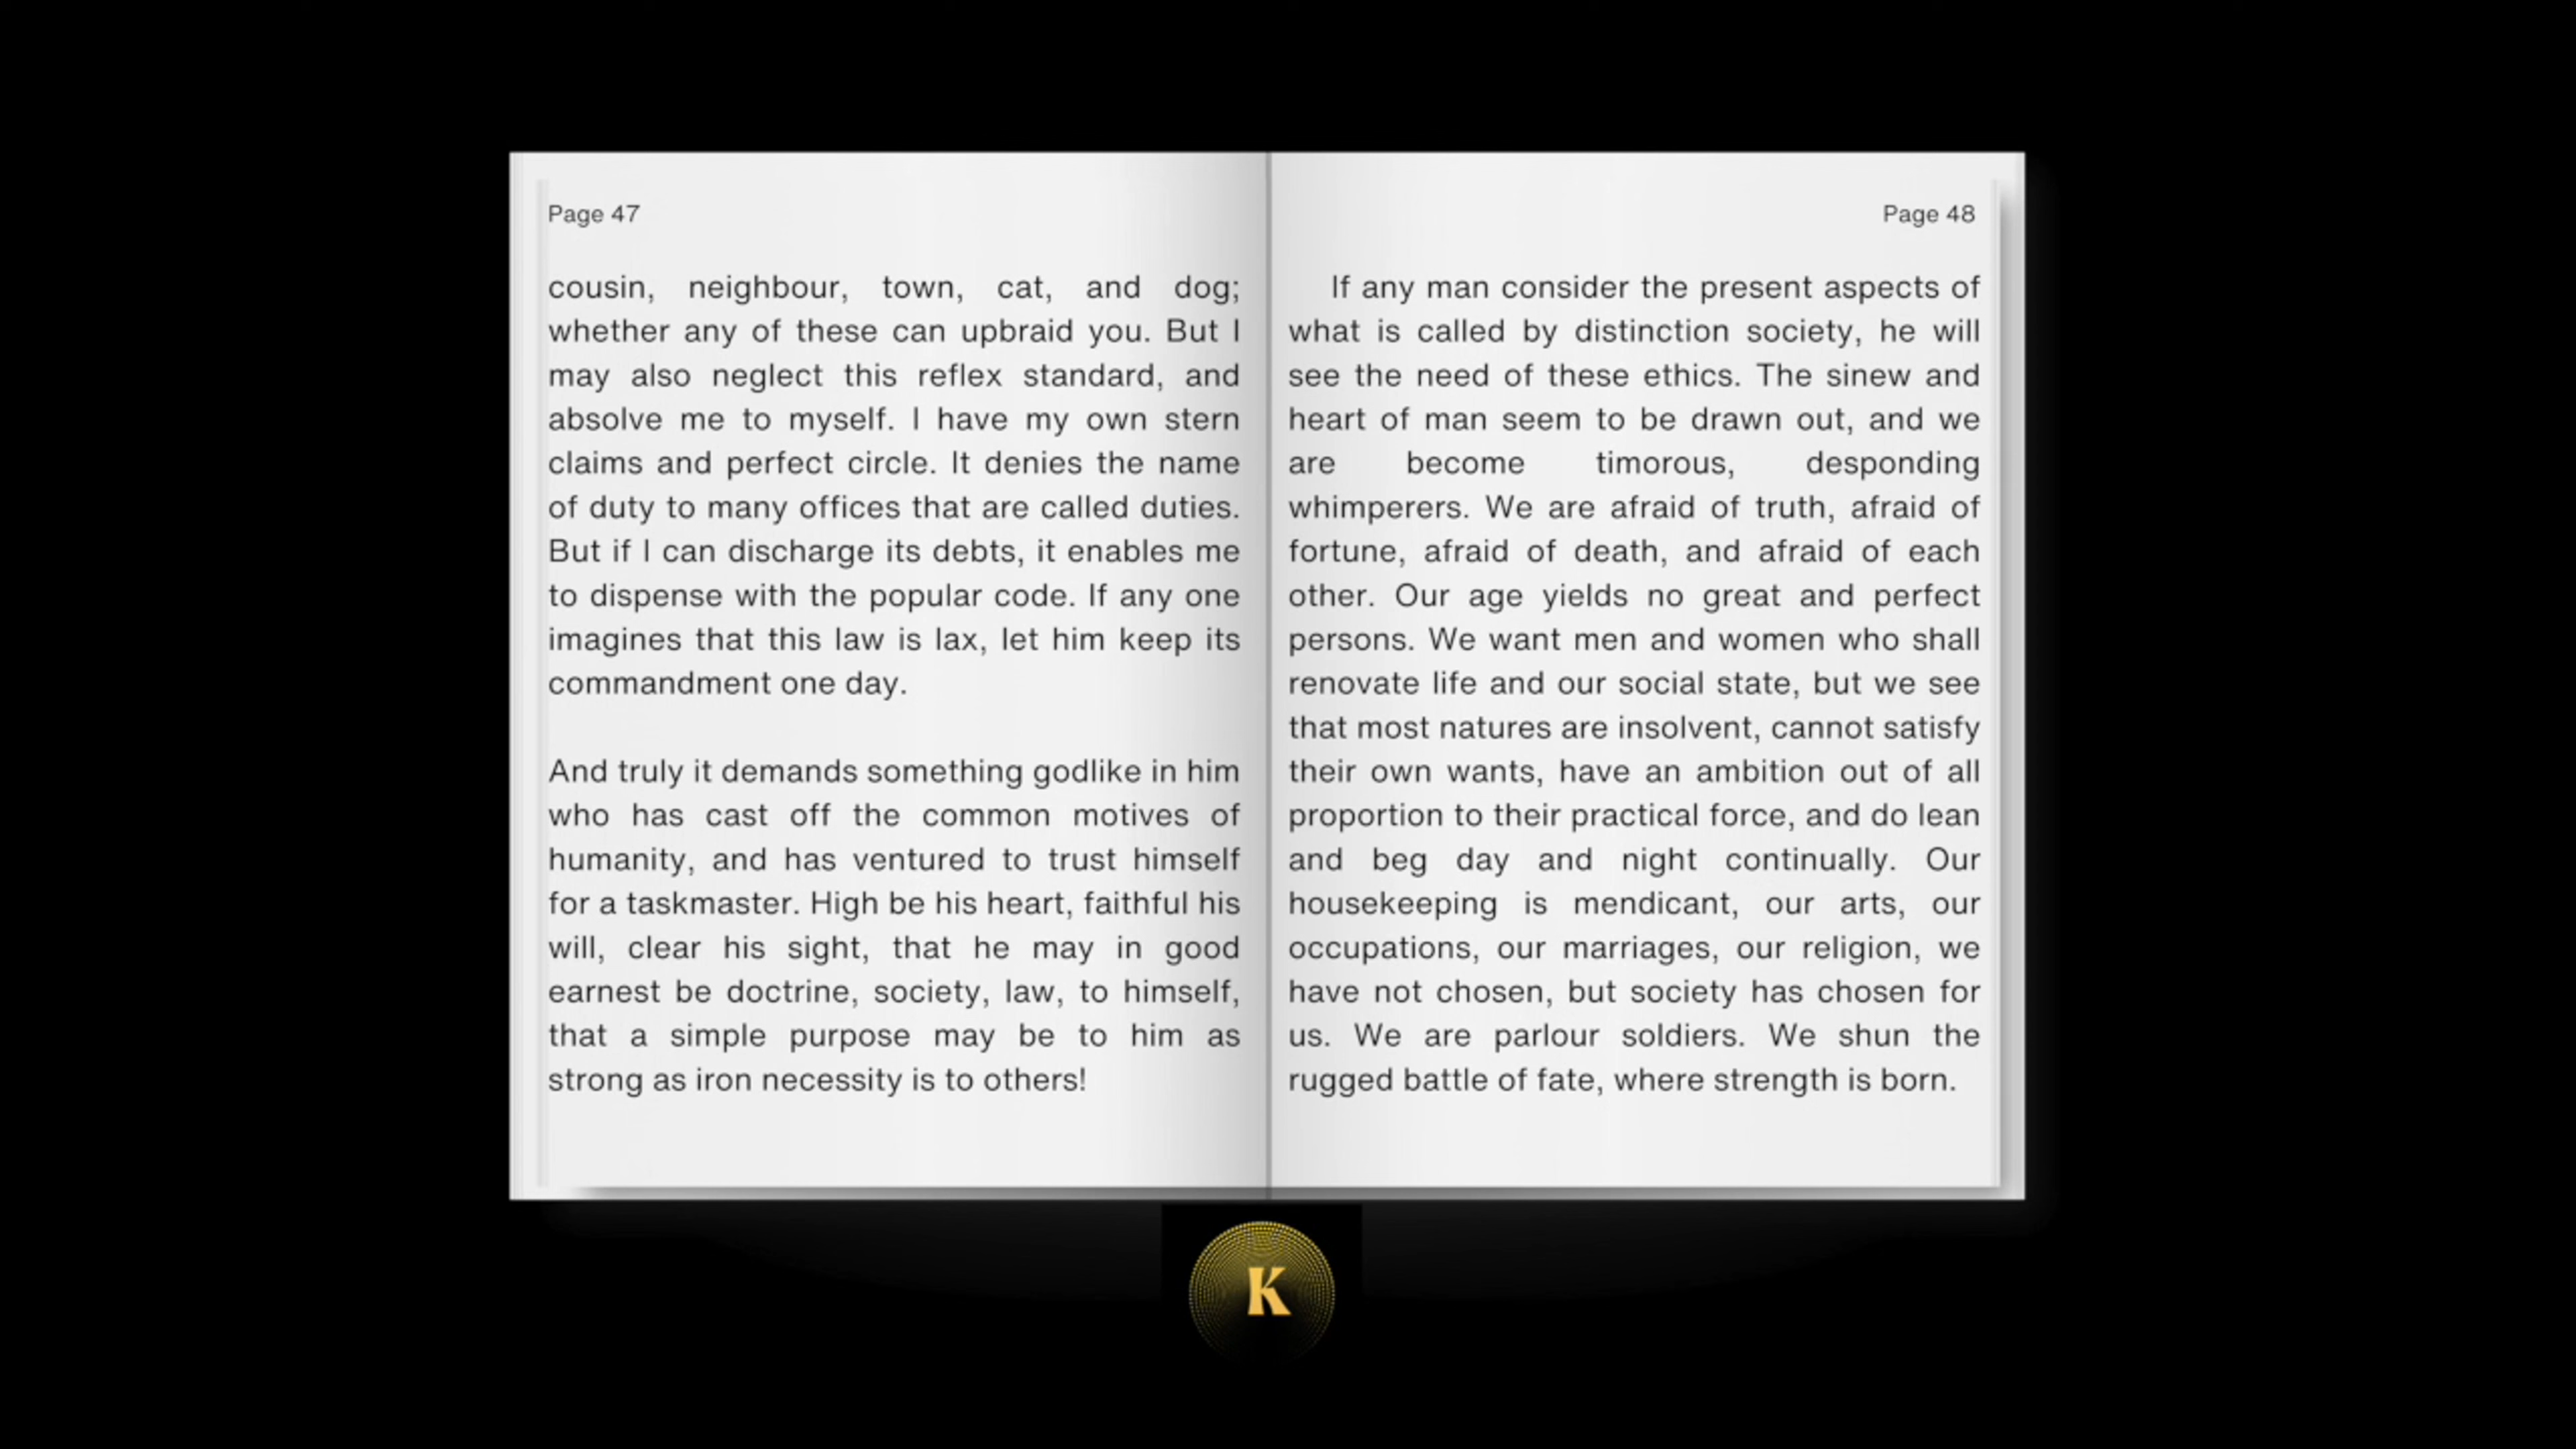 Page 47
cousin, neighbour, town, cat, and dog;
whether any of these can upbraid you. But I
may also neglect this reflex standard, and
absolve me to myself. I have my own stern
claims and perfect circle. It denies the name
of duty to many offices that are called duties.
But if I can discharge its debts, it enables me
to dispense with the popular code. If any one
imagines that this law is lax, let him keep its
commandment one day.
And truly it demands something godlike in him
who has cast off the common motives of
humanity, and has ventured to trust himself
for a taskmaster. High be his heart, faithful his
will, clear his sight, that he may in good
earnest be doctrine, society, law, to himself,
that a simple purpose may be to him as
strong as iron necessity is to others!
Page 48
If any man consider the present aspects of
what is called by distinction society, he will
see the need of these ethics. The sinew and
heart of man seem to be drawn out, and we
are become timorous, desponding
whimperers. We are afraid of truth, afraid of
fortune, afraid of death, and afraid of each
other. Our age yields no great and perfect
persons. We want men and women who shall
renovate life and our social state, but we see
that most natures are insolvent, cannot satisfy
their own wants, have an ambition out of all
proportion to their practical force, and do lean
and beg day and night continually. Our
housekeeping is mendicant, our arts, our
occupations, our marriages, our religion, we
have not chosen, but society has chosen for
us. We are parlour soldiers. We shun the
rugged battle of fate, where strength is born.
K